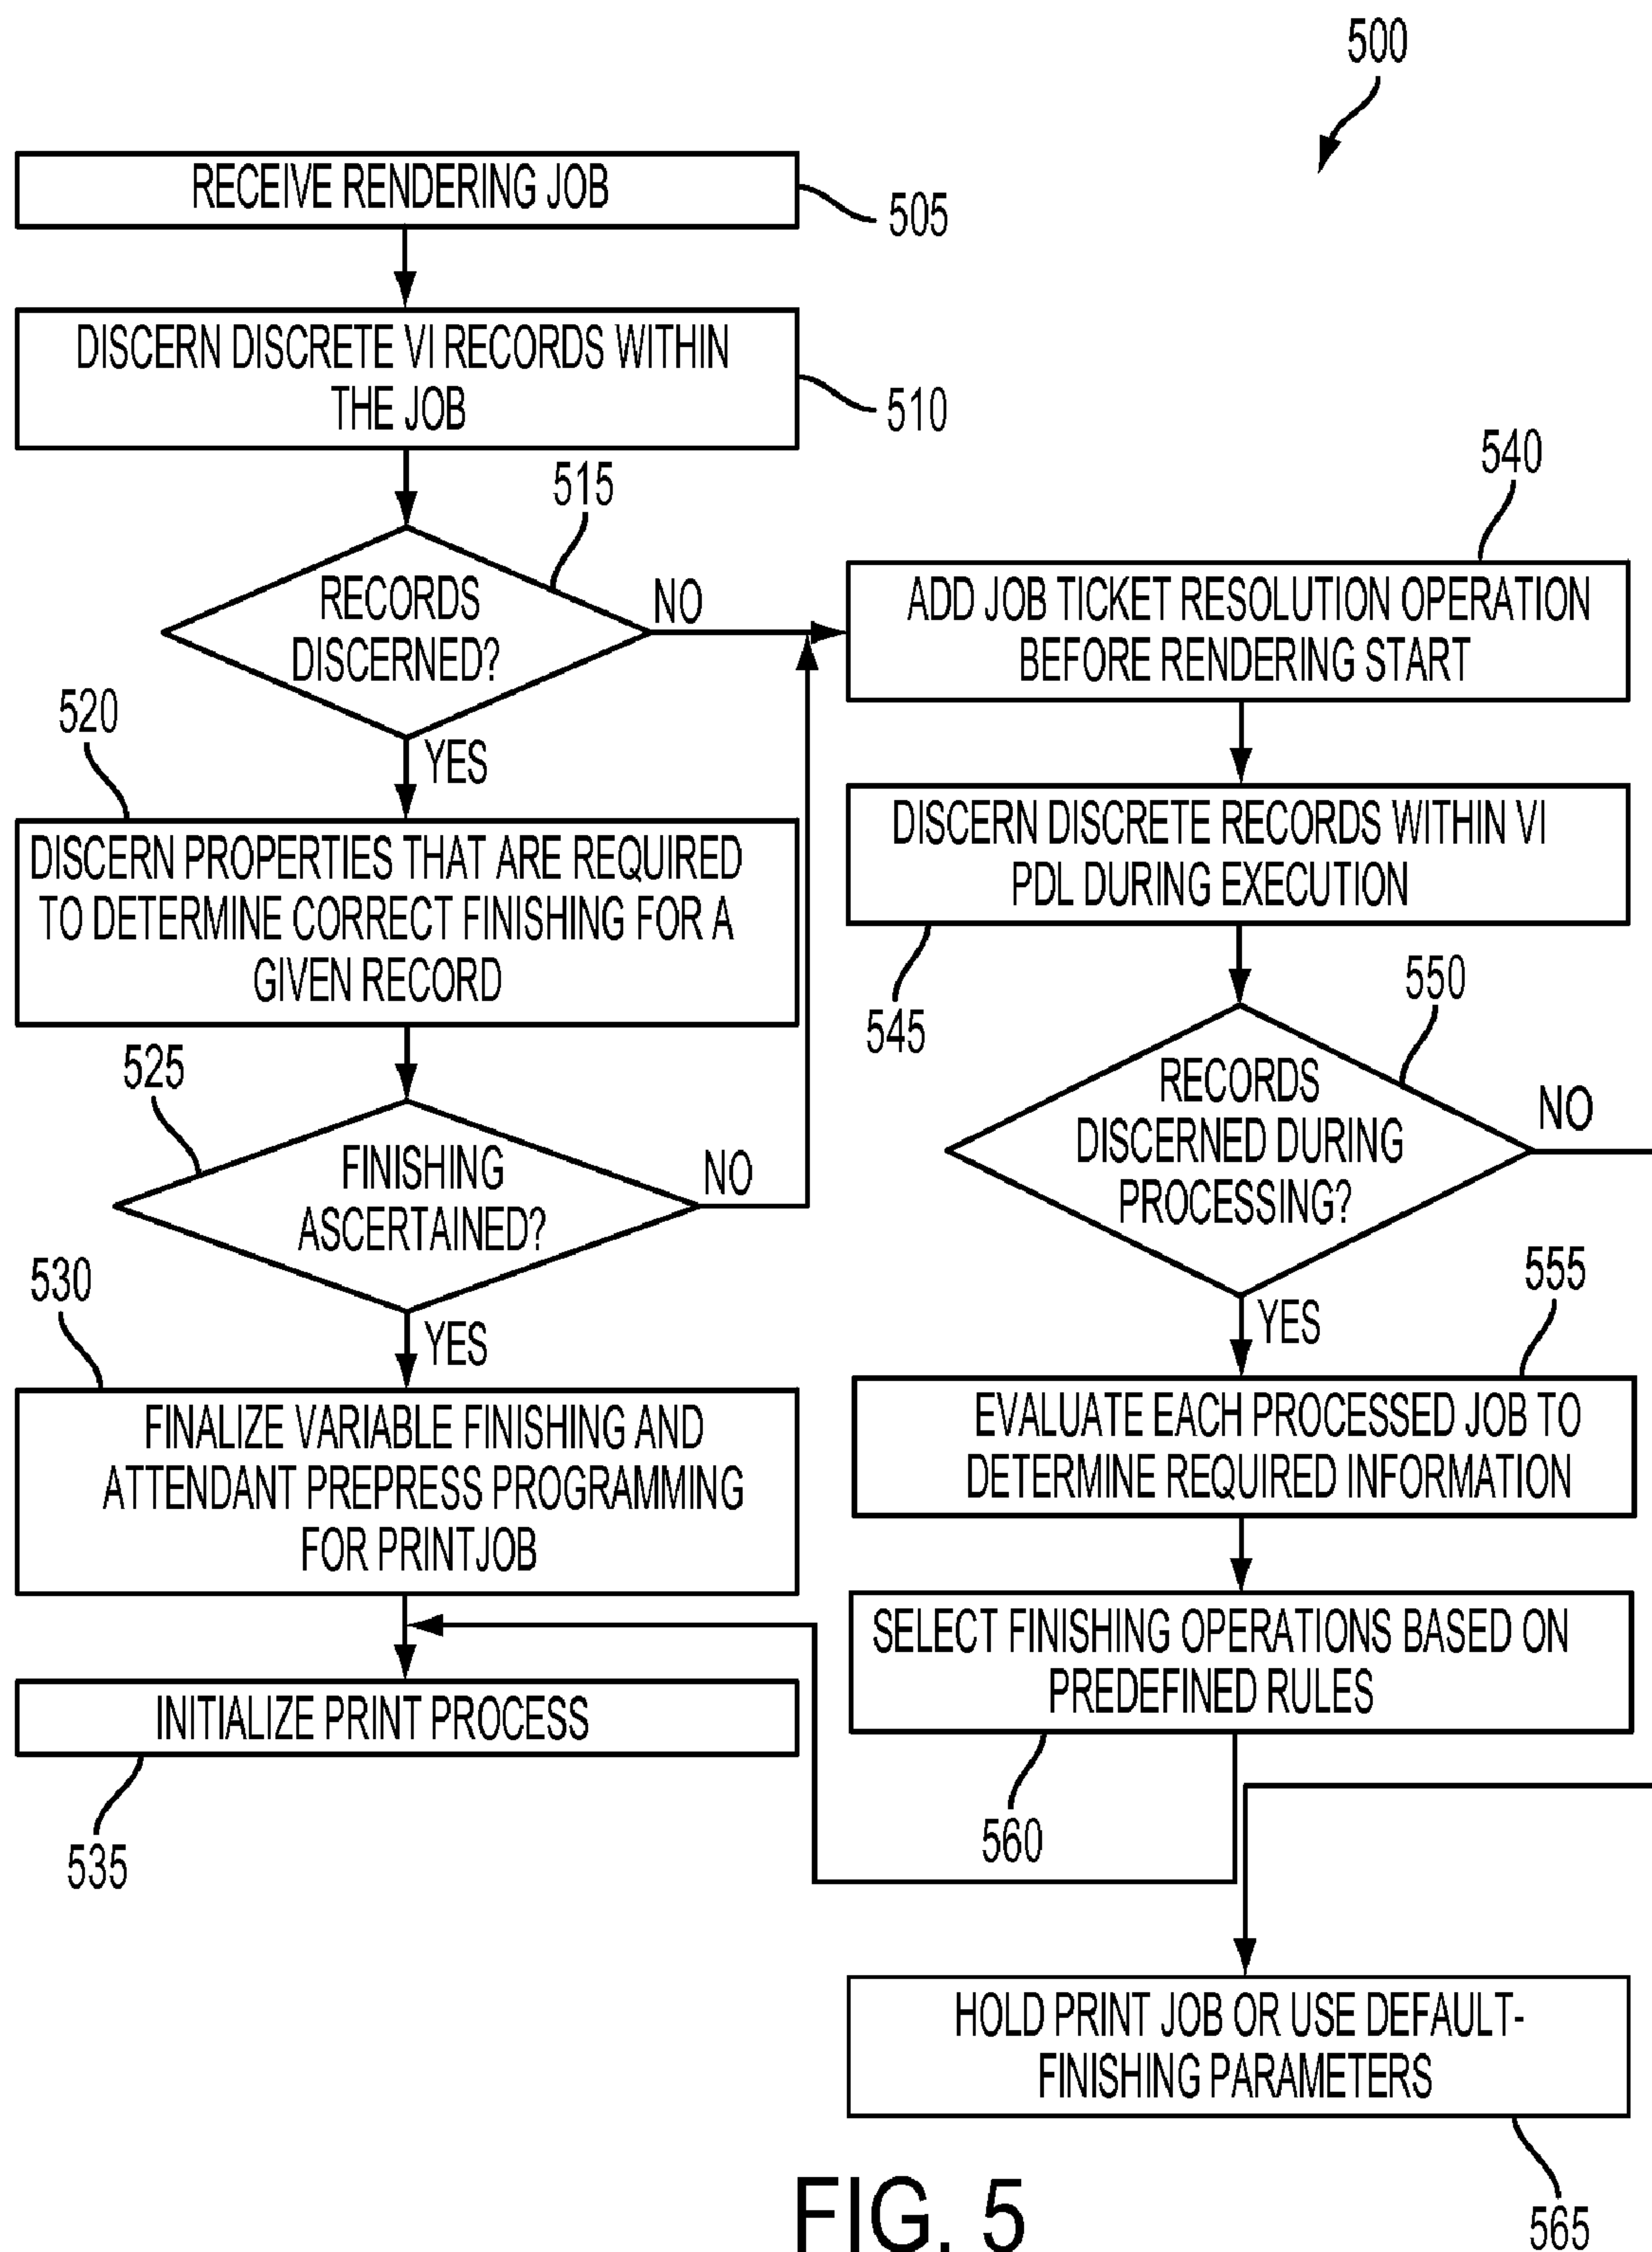 500
RECEIVE RENDERING JOB
505
DISCERN DISCRETE VI RECORDS WITHIN
THE JOB
510
515
RECORDS
DISCERNED?
NO
YES
520
DISCERN PROPERTIES THAT ARE REQUIRED
TO DETERMINE CORRECT FINISHING FOR A
GIVEN RECORD
525
FINISHING
ASCERTAINED?
NO
YES
530
FINALIZE VARIABLE FINISHING AND
ATTENDANT PREPRESS PROGRAMMING
FOR PRINTJOB
INITIALIZE PRINT PROCESS
535
540
ADD JOB TICKET RESOLUTION OPERATION
BEFORE RENDERING START
DISCERN DISCRETE RECORDS WITHIN VI
PDL DURING EXECUTION
545
550
RECORDS
DISCERNED DURING
PROCESSING?
NO
YES
555
EVALUATE EACH PROCESSED JOB TO
DETERMINE REQUIRED INFORMATION
SELECT FINISHING OPERATIONS BASED ON
PREDEFINED RULES
560
HOLD PRINT JOB OR USE DEFAULT-
FINISHING PARAMETERS
565
FIG. 5